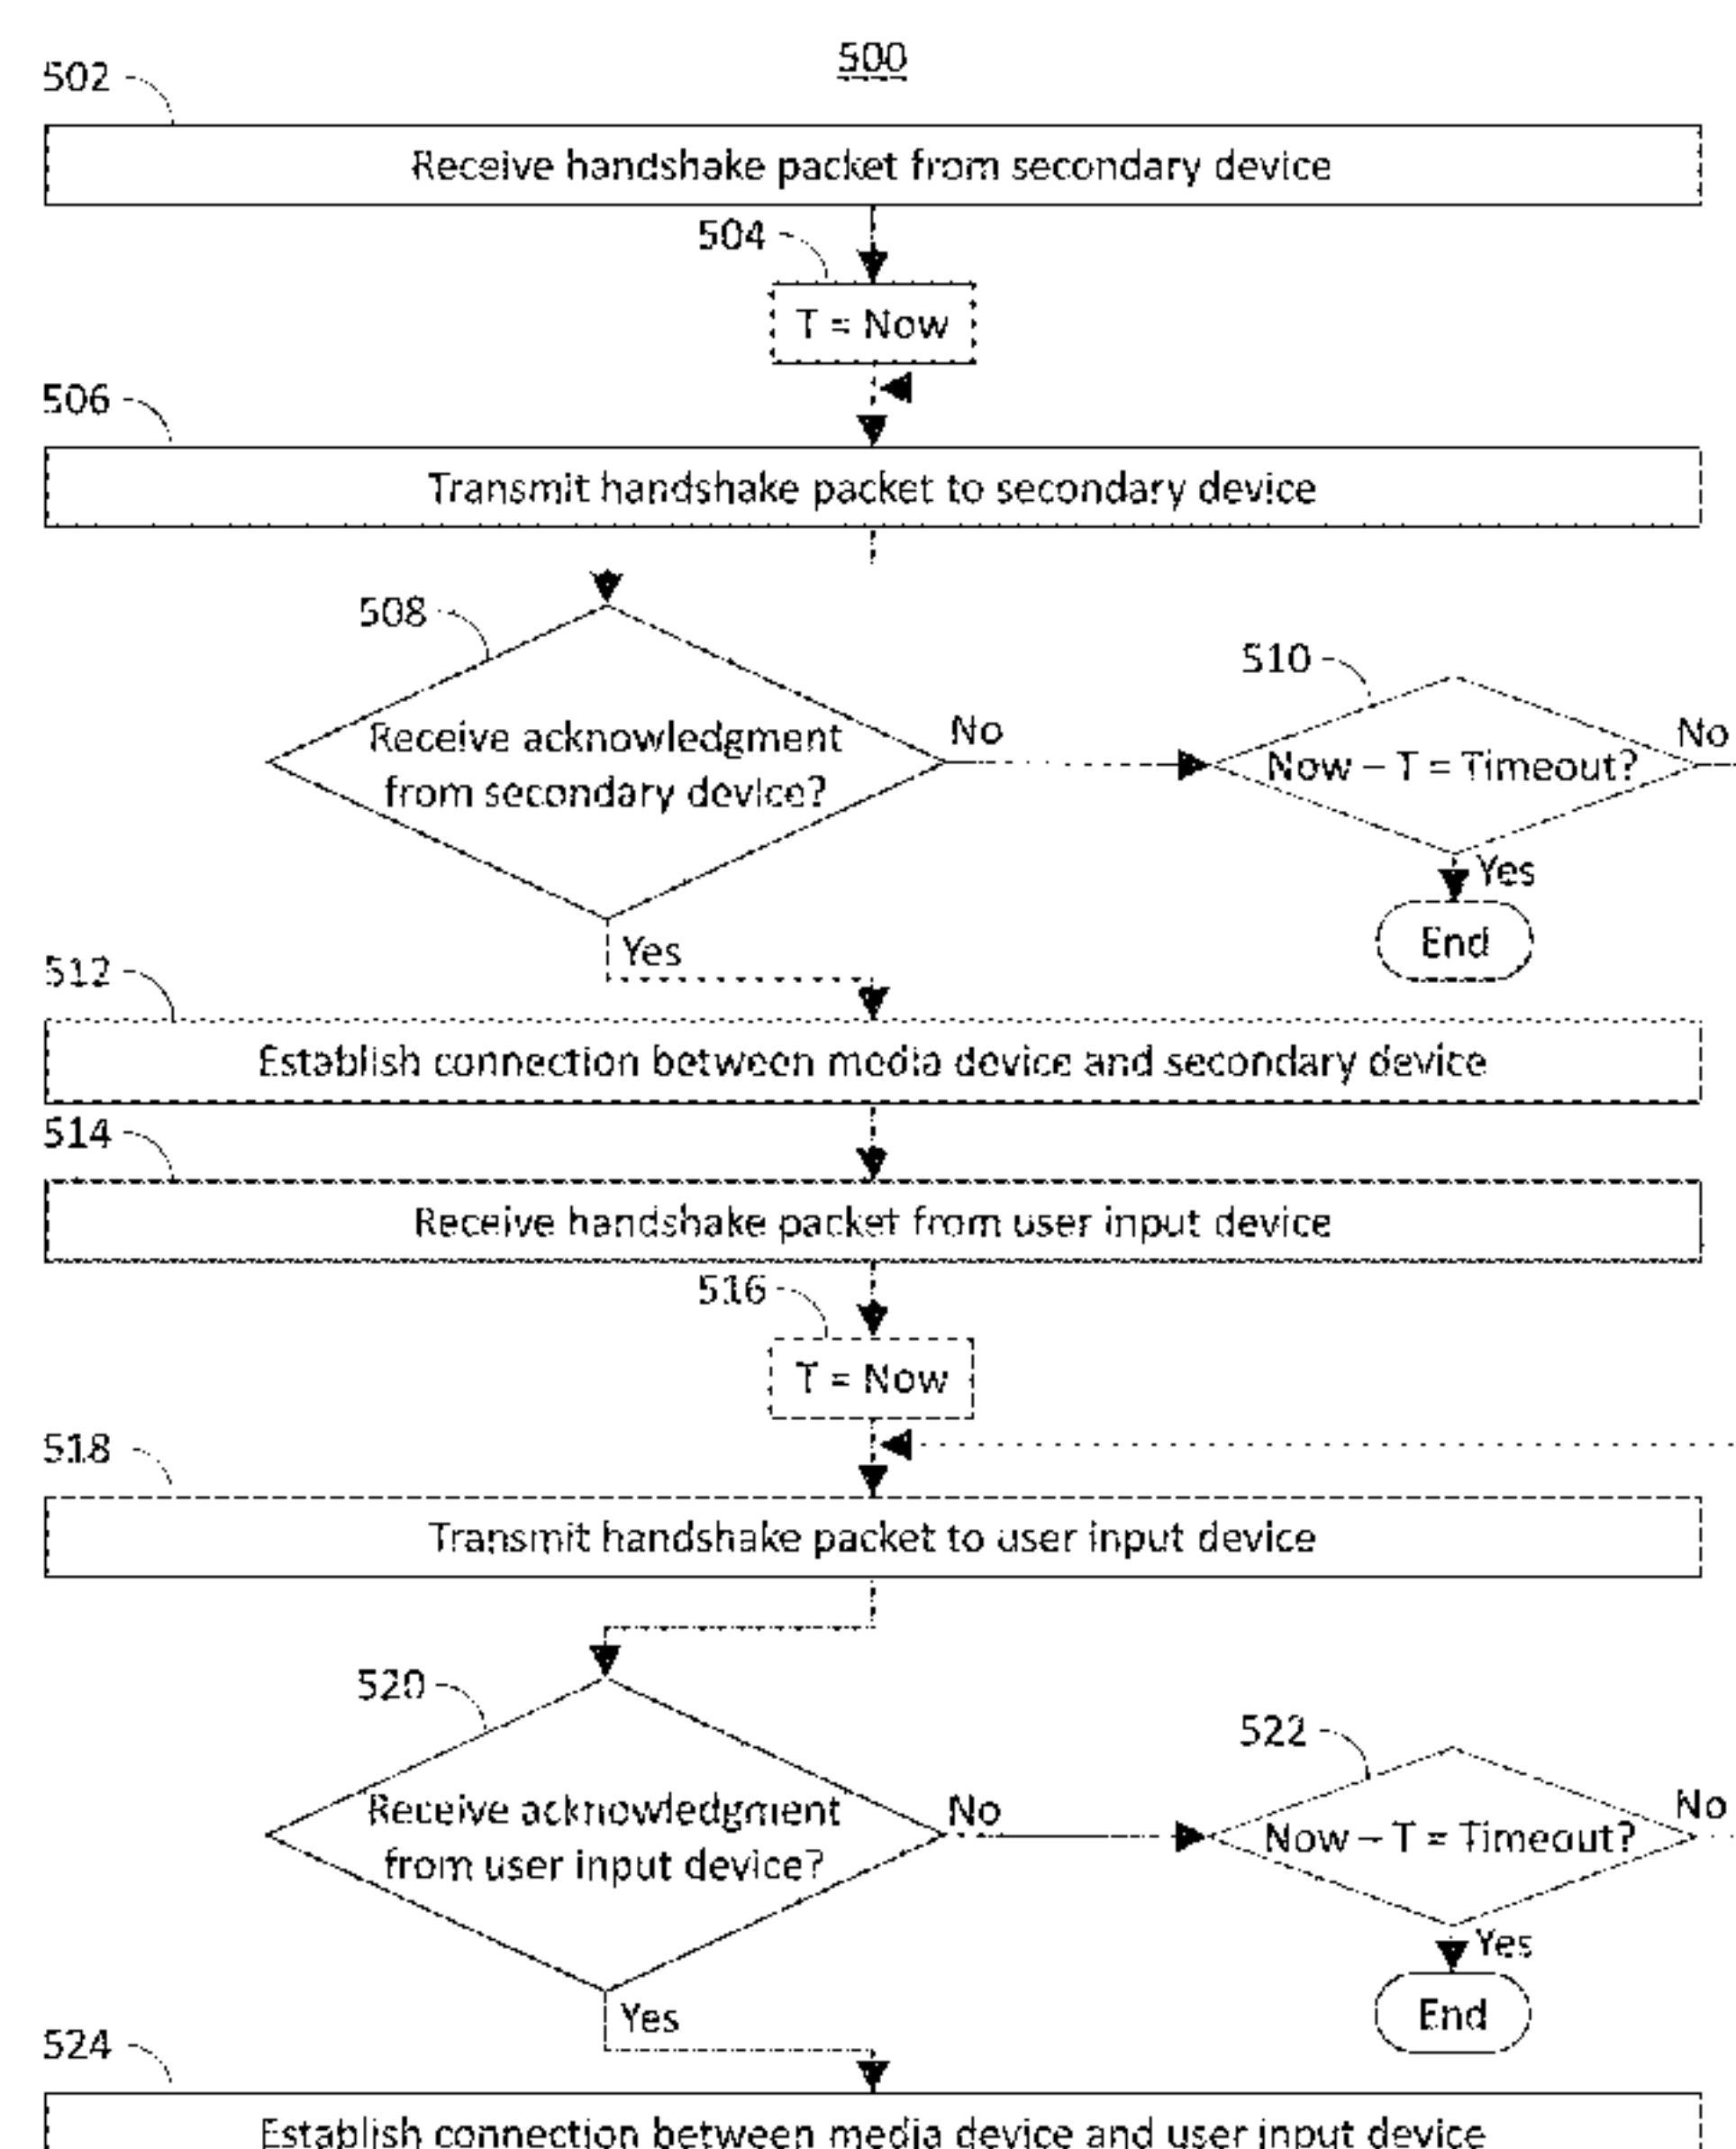 500
502
Receive handshake packet from secondary device
504
T = Now
506
Transmit handshake packet to secondary device
508
Receive acknowledgment
from secondary device?
No
510
Now – T = Timeout?
No
Yes
End
Yes
512
Establish connection between media device and secondary device
514
Receive handshake packet from user input device
516
T = Now
518
Transmit handshake packet to user input device
520
Receive acknowledgment
from user input device?
No
522
Now – T = Timeout?
No
Yes
End
Yes
524
Establish connection between media device and user input device